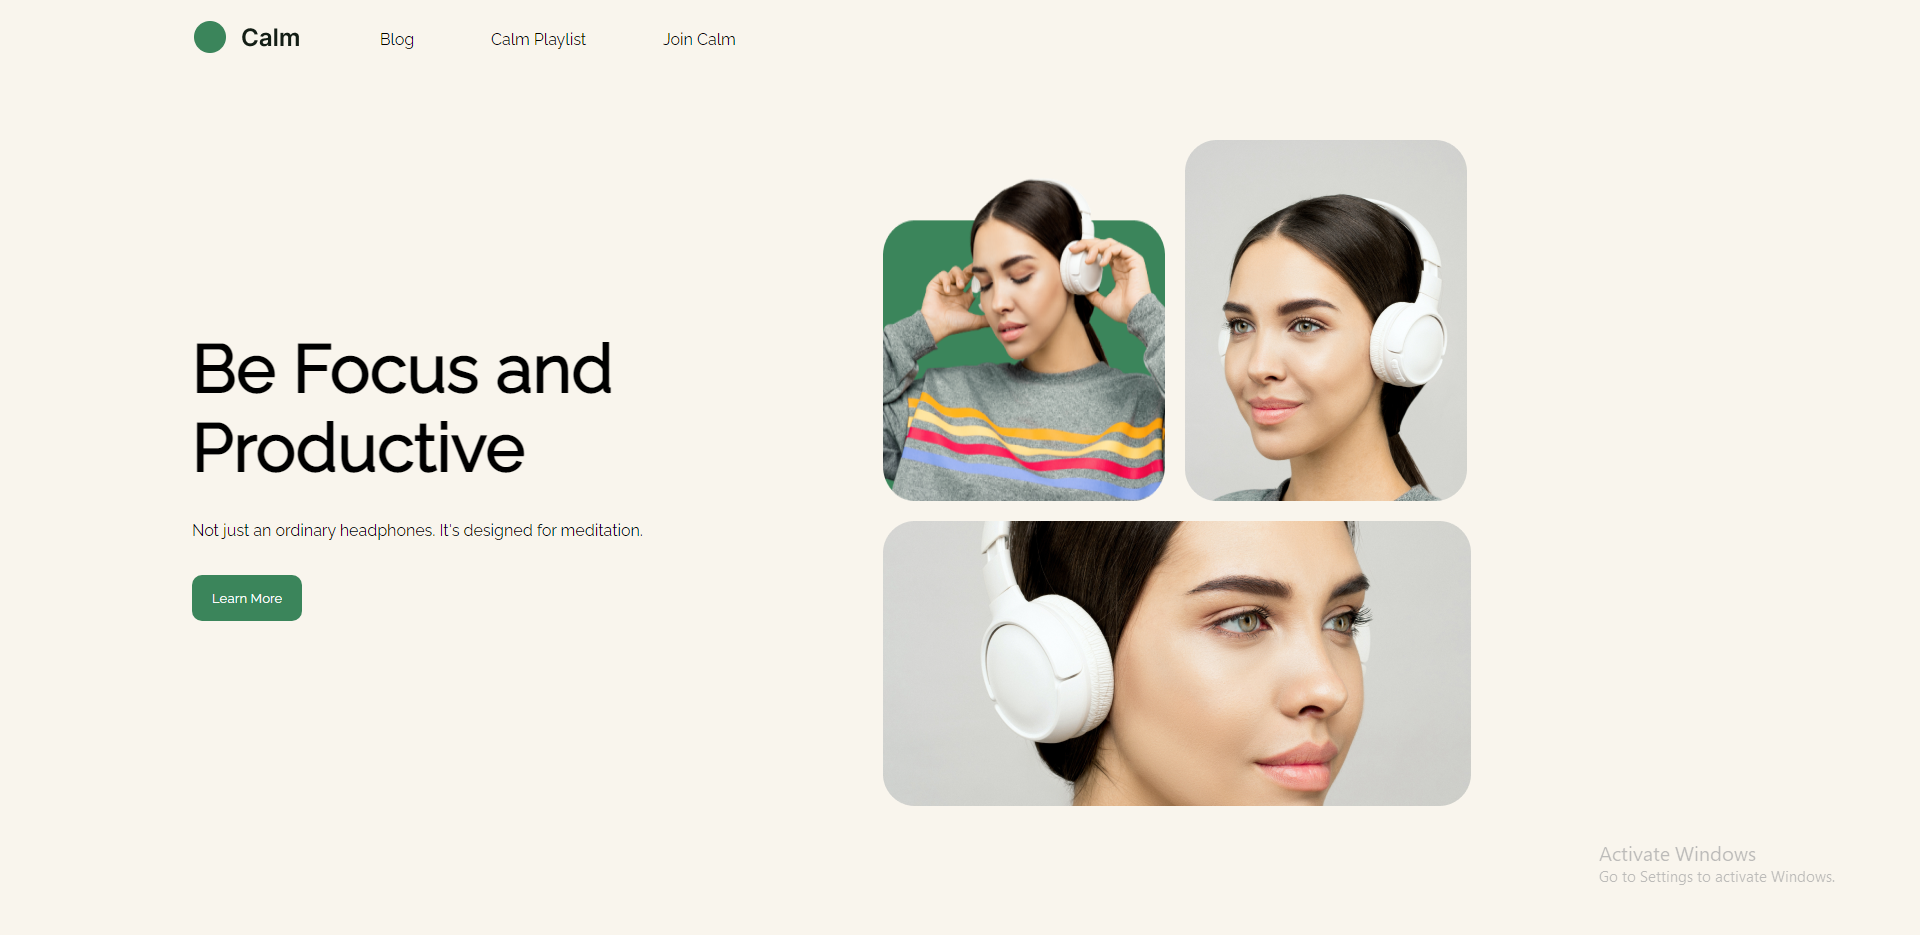 Calm
Blog
Calm Playlist
Join Calm
Be Focus and
Productive
Not just an ordinary headphones. It's designed for meditation.
Learn More
Activate Windows
Go to Settings to activate Windows.